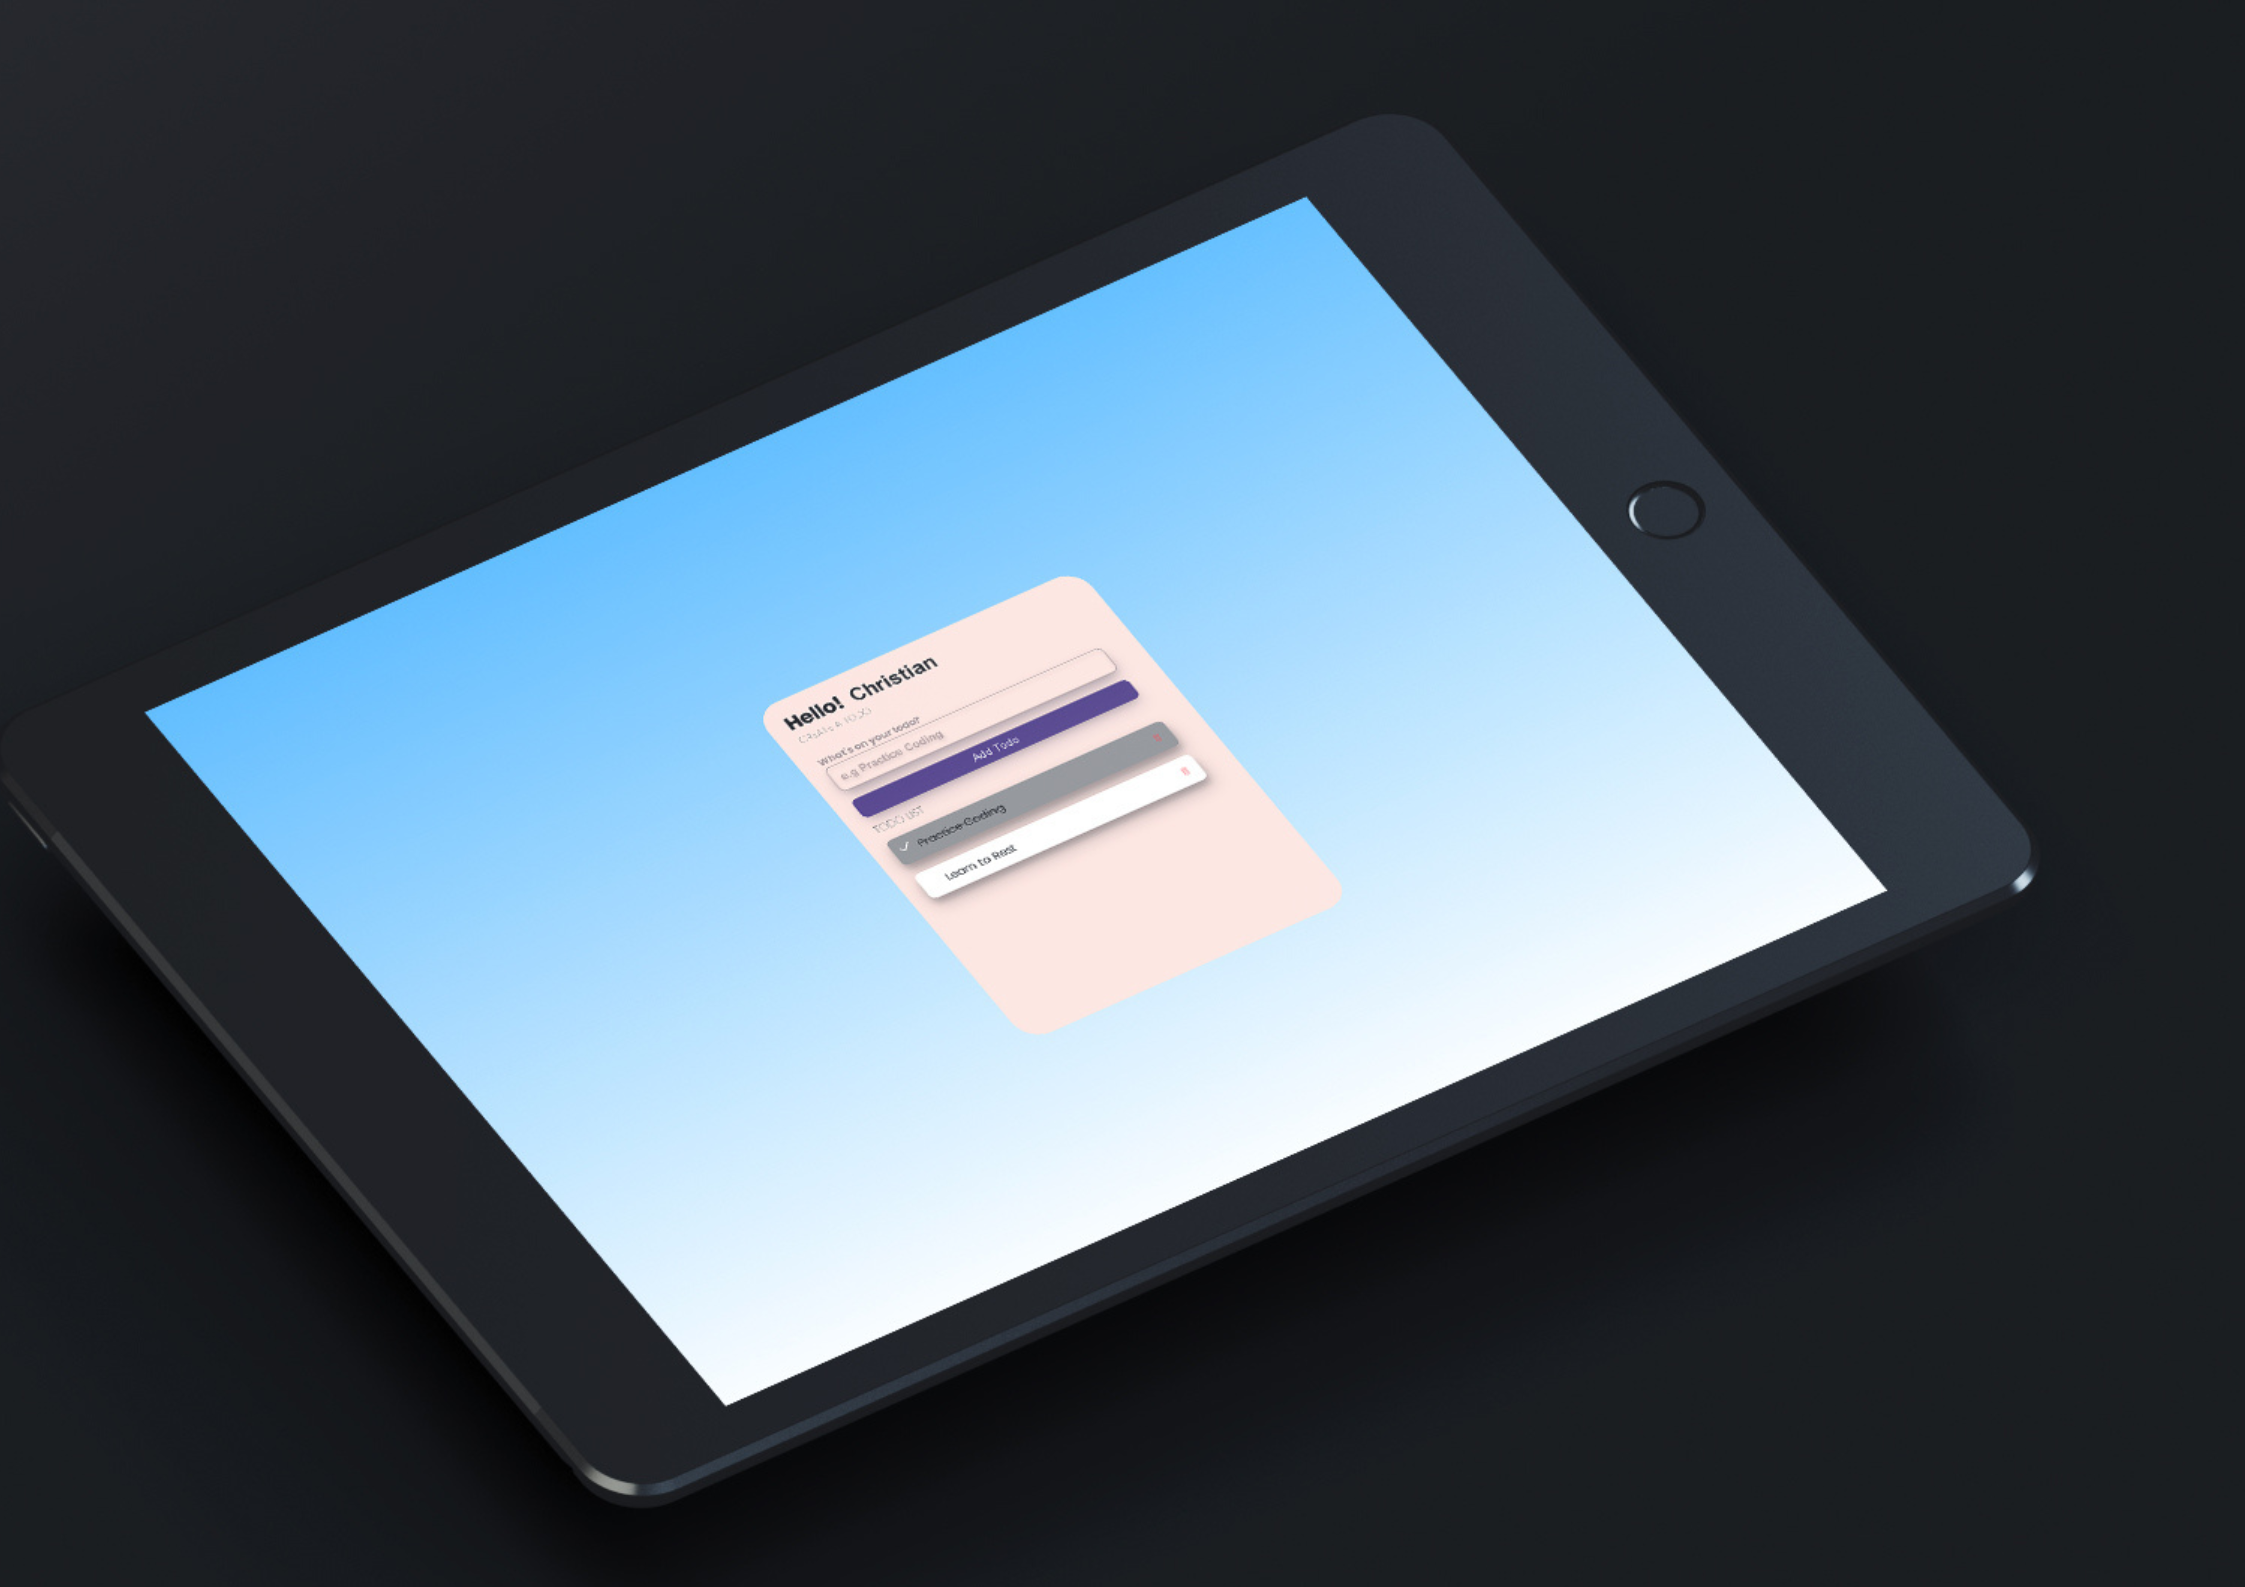 Hello! Christian
CREATE A TODO
What's on your todo?
e.g Practice Coding
Add Todo
TODO LIST
Practice Coding
Learn to Rest